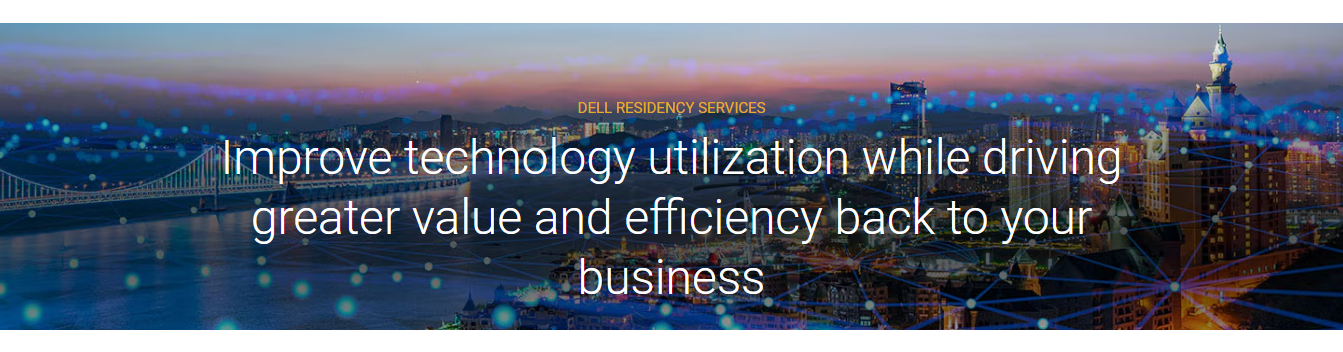 DELL RESIDENCY SERVICES
Improve technology utilization while driving
greater value and efficiency back to your
business